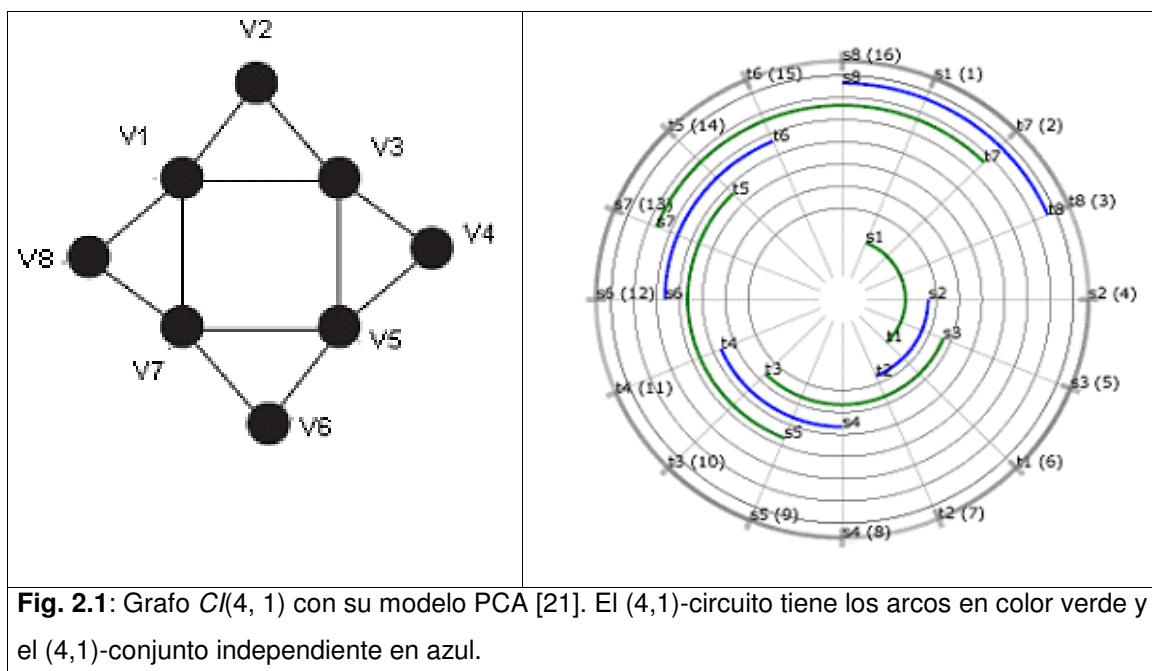 V2
V1
V3
V8
V4
V7
V5
V6
s8 (16)
s8
t6 (15)
s1 (1)
t5 (14)
t7 (2)
t6
t7
t5
s7 (13)
s7
t8
t8 (3)
s1
s6 (12)
s6
s2
s2 (4)
t4
t1
s3
t3
t2
t4 (11)
s3 (5)
s5
s4
t3 (10)
t1 (6)
s5 (9)
t2 (7)
s4 (8)
Fig. 2.1: Grafo CI(4, 1) con su modelo PCA [21]. El (4,1)-circuito tiene los arcos en color verde y
el (4,1)-conjunto independiente en azul.